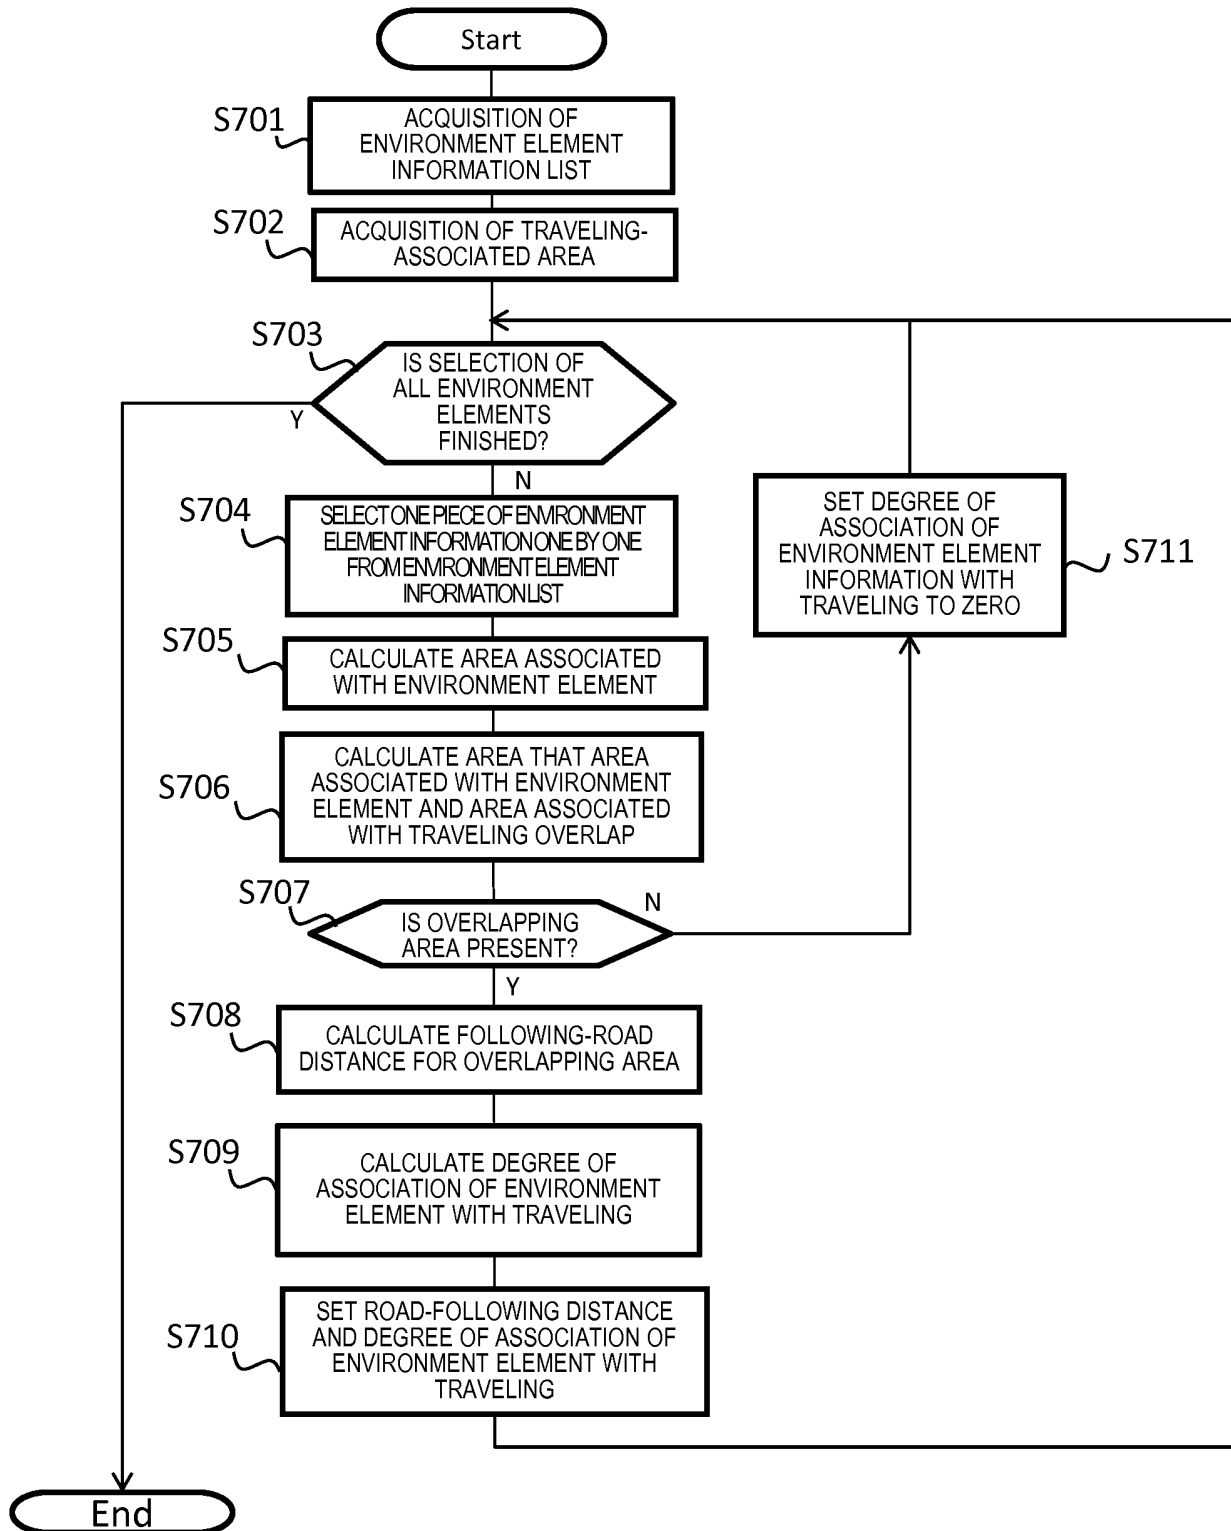 Start
S701
ACQUISITION OF
ENVIRONMENT ELEMENT
INFORMATION LIST
S702
ACQUISITION OF TRAVELING-
ASSOCIATED AREA
S703
IS SELECTION OF
ALL ENVIRONMENT
ELEMENTS
FINISHED?
Y
N
S704
SELECT ONE PIECE OF ENVIRONMENT
ELEMENT INFORMATION ONE BY ONE
FROM ENVIRONMENT ELEMENT
INFORMATION LIST
SET DEGREE OF
ASSOCIATION OF
ENVIRONMENT ELEMENT
INFORMATION WITH
TRAVELING TO ZERO
S711
S705
CALCULATE AREA ASSOCIATED
WITH ENVIRONMENT ELEMENT
S706
CALCULATE AREA THAT AREA
ASSOCIATED WITH ENVIRONMENT
ELEMENT AND AREA ASSOCIATED
WITH TRAVELING OVERLAP
S707
IS OVERLAPPING
AREA PRESENT?
N
Y
S708
CALCULATE FOLLOWING-ROAD
DISTANCE FOR OVERLAPPING AREA
S709
CALCULATE DEGREE OF
ASSOCIATION OF ENVIRONMENT
ELEMENT WITH TRAVELING
S710
SET ROAD-FOLLOWING DISTANCE
AND DEGREE OF ASSOCIATION OF
ENVIRONMENT ELEMENT WITH
TRAVELING
End